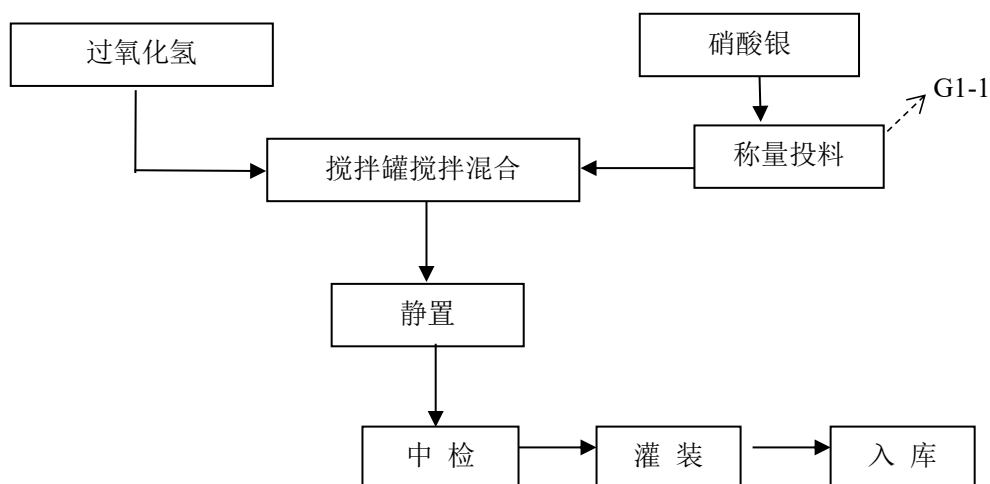 过氧化氢
硝酸银
G1-1
称量投料
搅拌罐搅拌混合
静置
中 检
灌 装
入 库